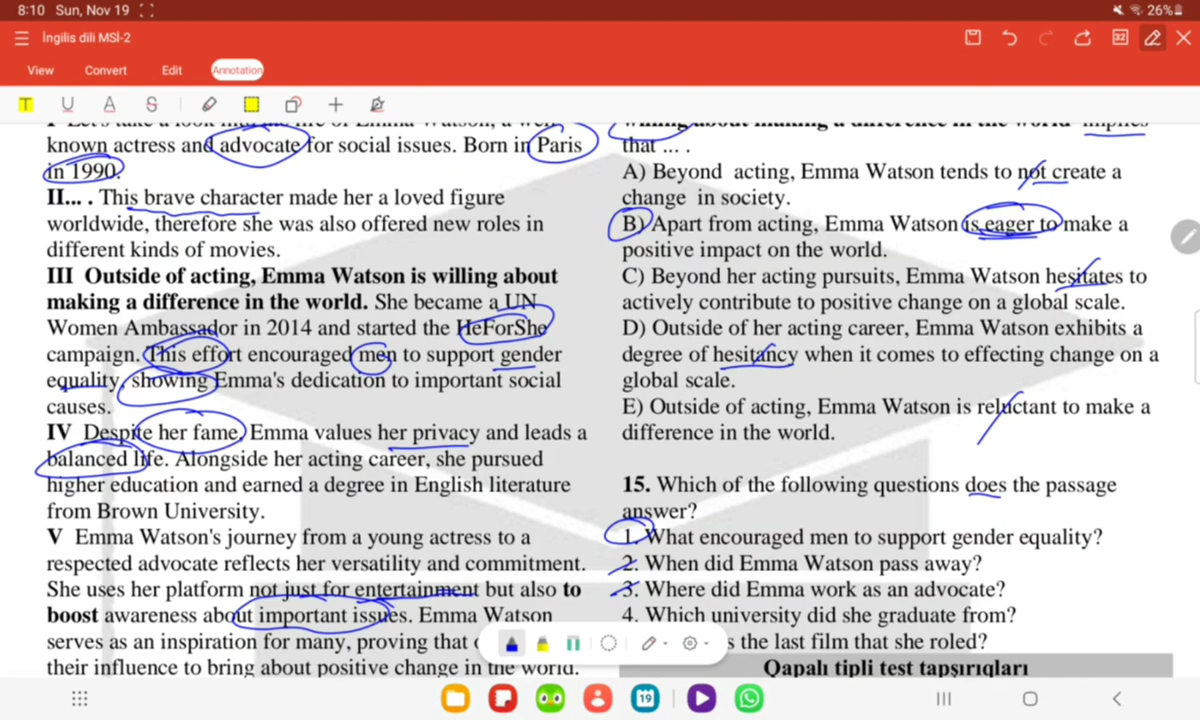 8:10 Sun, Nov 19
26%
İngilis dili MSİ-2
32
View Convert Edit Annotation
T U A S
known actress and advocate for social issues. Born in Paris
in 1990.
II... . This brave character made her a loved figure
worldwide, therefore she was also offered new roles in
different kinds of movies.
III Outside of acting, Emma Watson is willing about
making a difference in the world. She became a UN
Women Ambassador in 2014 and started the HeForShe
campaign. This effort encouraged men to support gender
equality, showing Emma's dedication to important social
causes.
IV Despite her fame, Emma values her privacy and leads a
balanced life. Alongside her acting career, she pursued
higher education and earned a degree in English literature
from Brown University.
V Emma Watson's journey from a young actress to a
respected advocate reflects her versatility and commitment.
She uses her platform not just for entertainment but also to
boost awareness about important issues. Emma Watson
serves as an inspiration for many, proving that
their influence to bring about positive change in the world.
willing about making a difference in the world" implies
that ... .
A) Beyond acting, Emma Watson tends to not create a
change in society.
B) Apart from acting, Emma Watson is eager to make a
positive impact on the world.
C) Beyond her acting pursuits, Emma Watson hesitates to
actively contribute to positive change on a global scale.
D) Outside of her acting career, Emma Watson exhibits a
degree of hesitancy when it comes to effecting change on a
global scale.
E) Outside of acting, Emma Watson is reluctant to make a
difference in the world.
15. Which of the following questions does the passage
answer?
1. What encouraged men to support gender equality?
2. When did Emma Watson pass away?
3. Where did Emma work as an advocate?
4. Which university did she graduate from?
s the last film that she roled?
Qapalı tipli test tapşırıqları
19